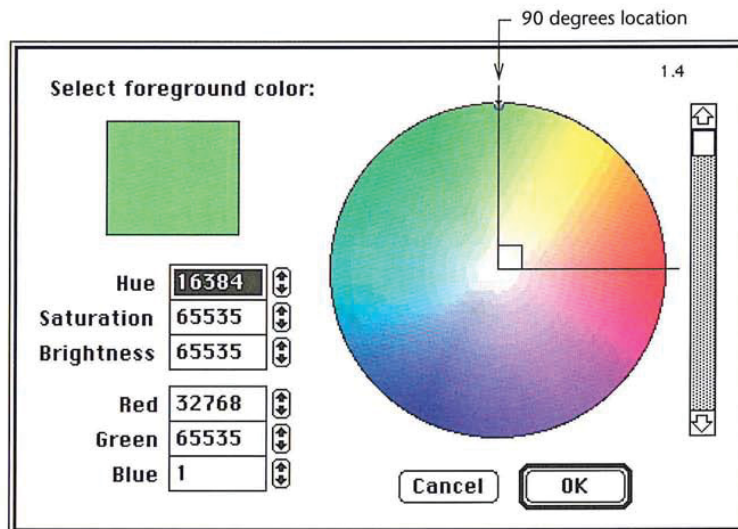 90 degrees location
1.4
Select foreground color:
Hue 16384
Saturation 65535
Brightness 65535
Red 32768
Green 65535
Blue 1
Cancel OK